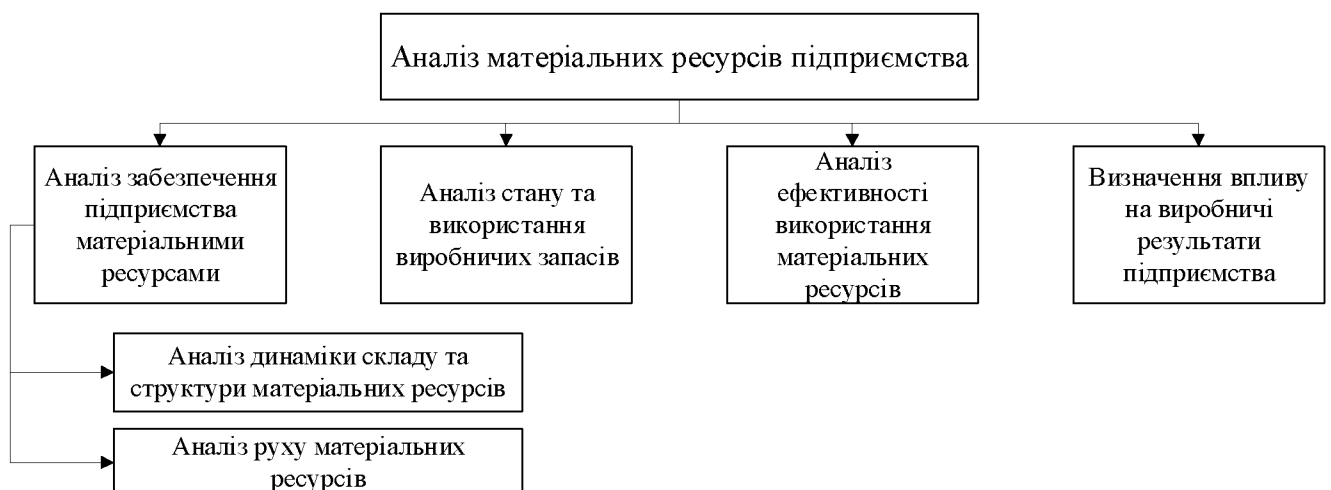 Аналіз матеріальних ресурсів підприємства
Аналіз забезпечення
підприємства
матеріальними
ресурсами
Аналіз стану та
використання
виробничих запасів
Аналіз
ефективності
використання
матеріальних
ресурсів
Визначення впливу
на виробничі
результати
підприємства
Аналіз динаміки складу та
структури матеріальних ресурсів
Аналіз руху матеріальних
ресурсів